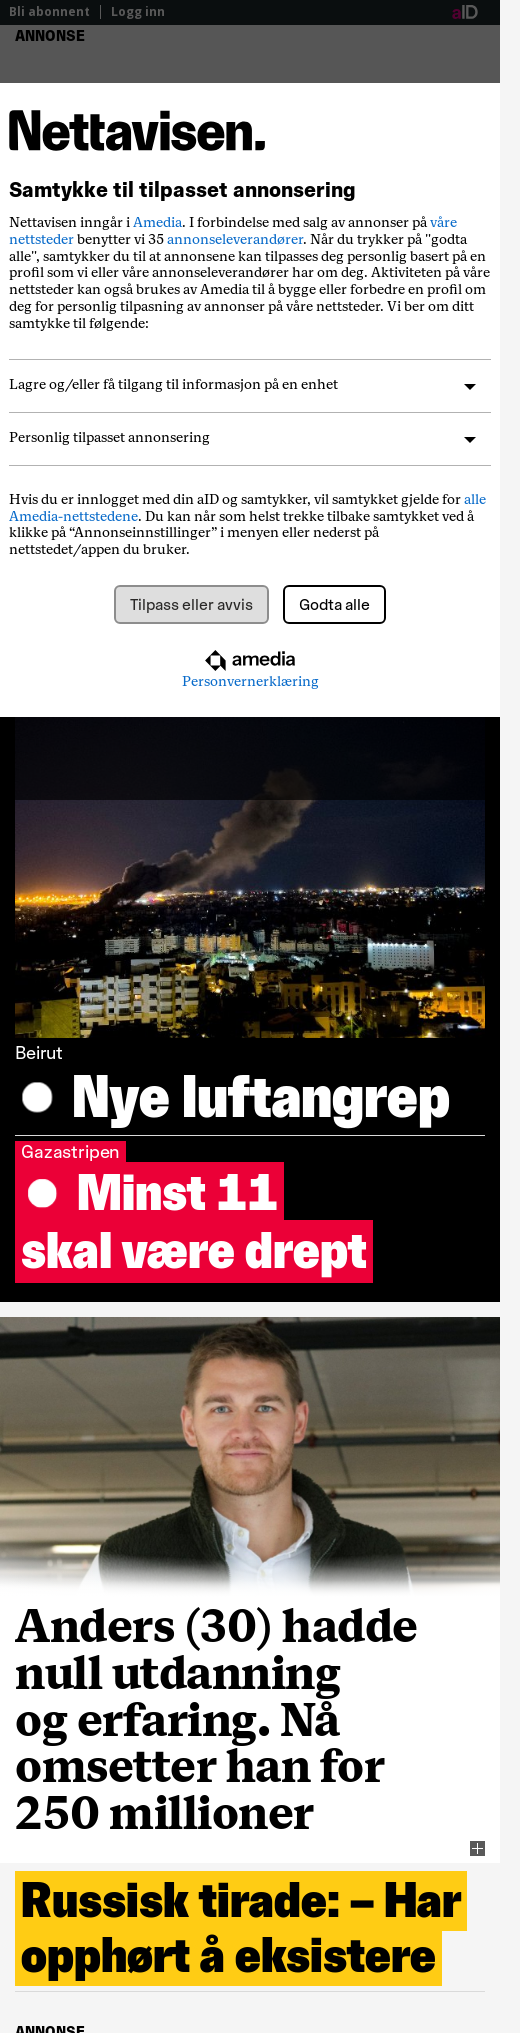 Bli abonnent
Logg inn
aID
ANNONSE
Nettavisen.
Samtykke til tilpasset annonsering
Nettavisen inngår i Amedia. I forbindelse med salg av annonser på våre
nettsteder benytter vi 35 annonseleverandører. Når du trykker på "godta
alle", samtykker du til at annonsene kan tilpasses deg personlig basert på en
profil som vi eller våre annonseleverandører har om deg. Aktiviteten på våre
nettsteder kan også brukes av Amedia til å bygge eller forbedre en profil om
deg for personlig tilpasning av annonser på våre nettsteder. Vi ber om ditt
samtykke til følgende:
Lagre og/eller få tilgang til informasjon på en enhet
Personlig tilpasset annonsering
Hvis du er innlogget med din aID og samtykker, vil samtykket gjelde for alle
Amedia-nettstedene. Du kan når som helst trekke tilbake samtykket ved å
klikke på “Annonseinnstillinger” i menyen eller nederst på
nettstedet/appen du bruker.
Tilpass eller avvis
Godta alle
amedia
Personvernerklæring
Beirut
Nye luftangrep
Gazastripen
Minst 11
skal være drept
Anders (30) hadde
null utdanning
og erfaring. Nå
omsetter han for
250 millioner
Russisk tirade: – Har
opphørt å eksistere
ANNONSE